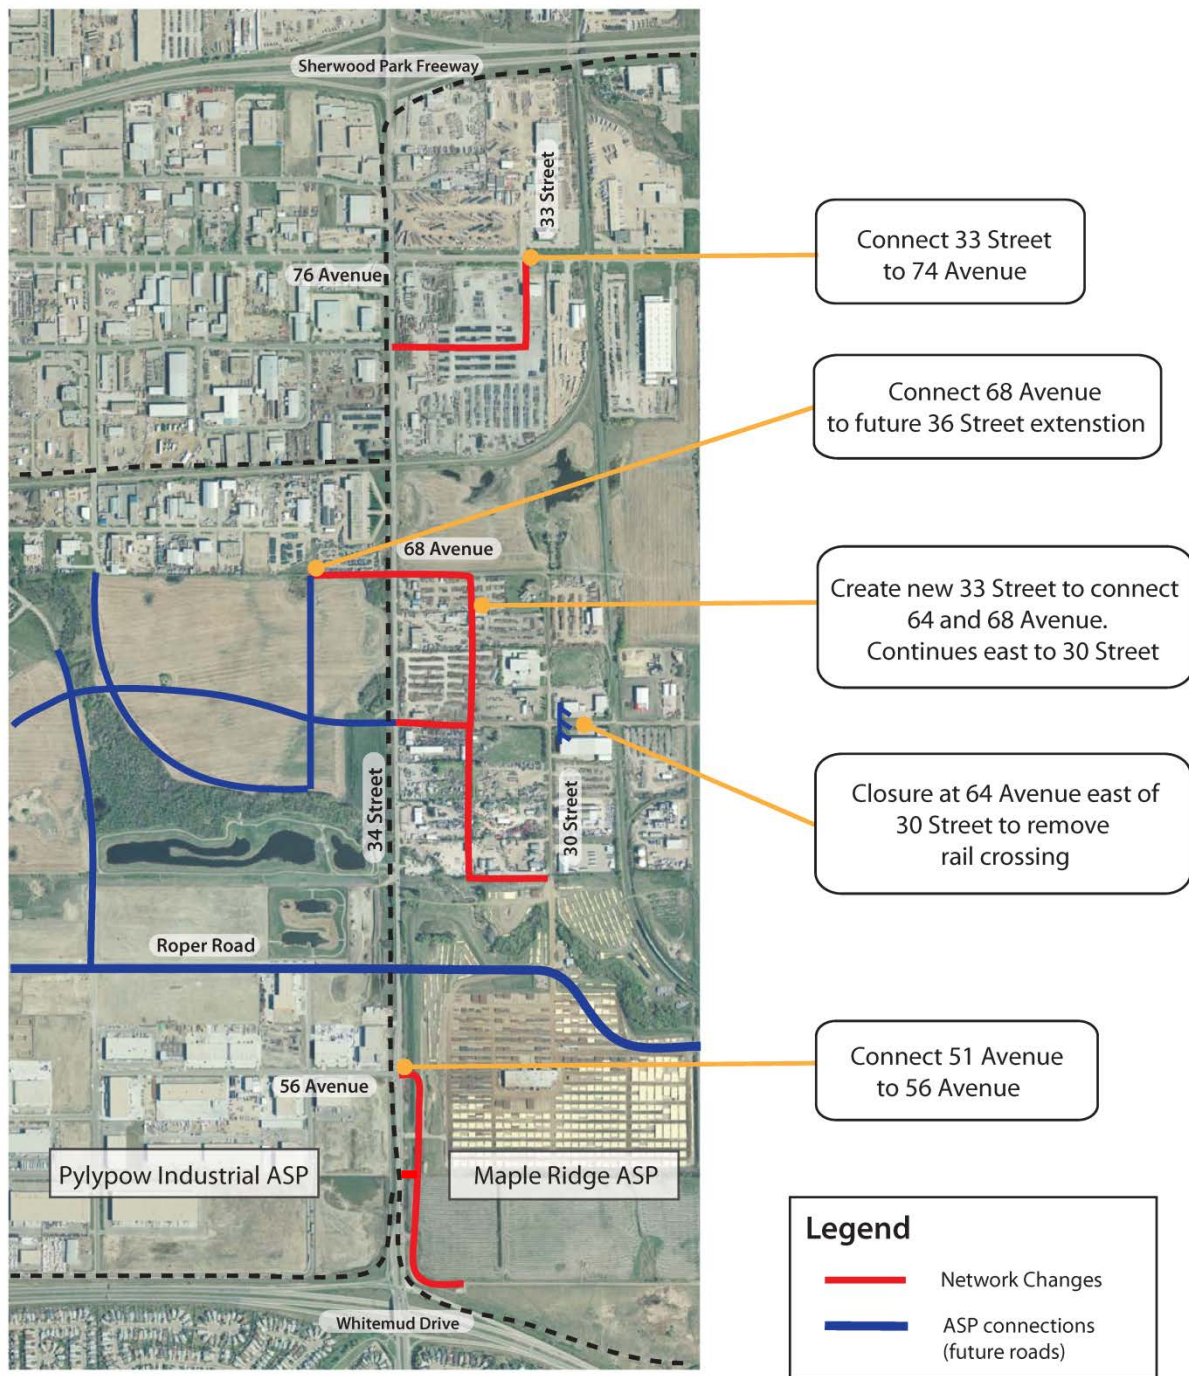 Sherwood Park Freeway
33 Street
76 Avenue
Connect 33 Street
to 74 Avenue
Connect 68 Avenue
to future 36 Street extenstion
68 Avenue
Create new 33 Street to connect
64 and 68 Avenue.
Continues east to 30 Street
34 Street
30 Street
Closure at 64 Avenue east of
30 Street to remove
rail crossing
Roper Road
56 Avenue
Connect 51 Avenue
to 56 Avenue
Pylypow Industrial ASP
Maple Ridge ASP
Whitemud Drive
Legend
Network Changes
ASP connections
(future roads)